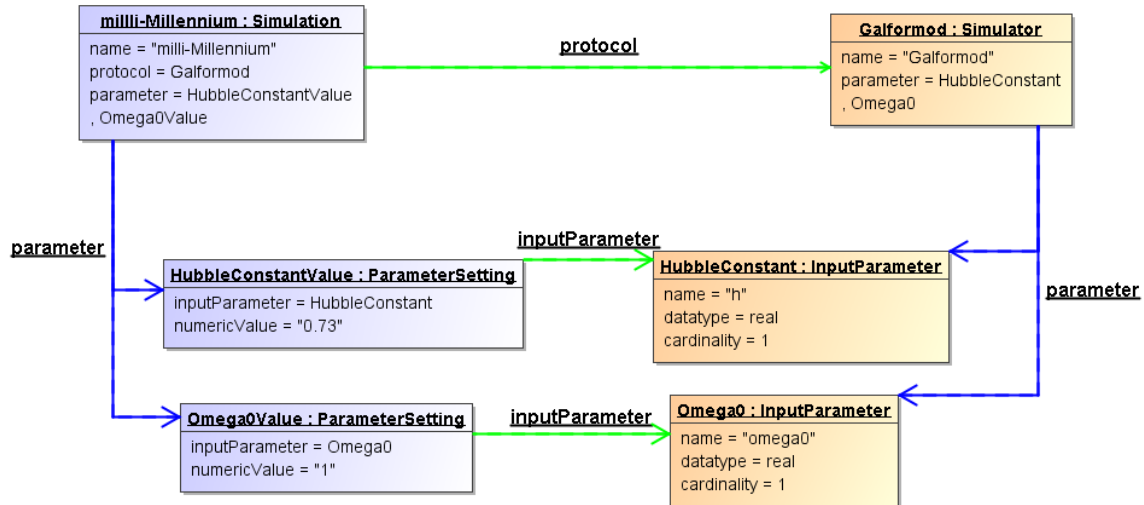 millli-Millennium : Simulation
name = "milli-Millennium"
protocol = Galformod
parameter = HubbleConstantValue
, Omega0Value
protocol
Galformod : Simulator
name = "Galformod"
parameter = HubbleConstant
, Omega0
parameter
inputParameter
HubbleConstantValue : ParameterSetting
inputParameter = HubbleConstant
numericValue = "0.73"
HubbleConstant : InputParameter
name = "h"
datatype = real
cardinality = 1
parameter
Omega0Value : ParameterSetting
inputParameter = Omega0
numericValue = "1"
inputParameter
Omega0 : InputParameter
name = "omega0"
datatype = real
cardinality = 1